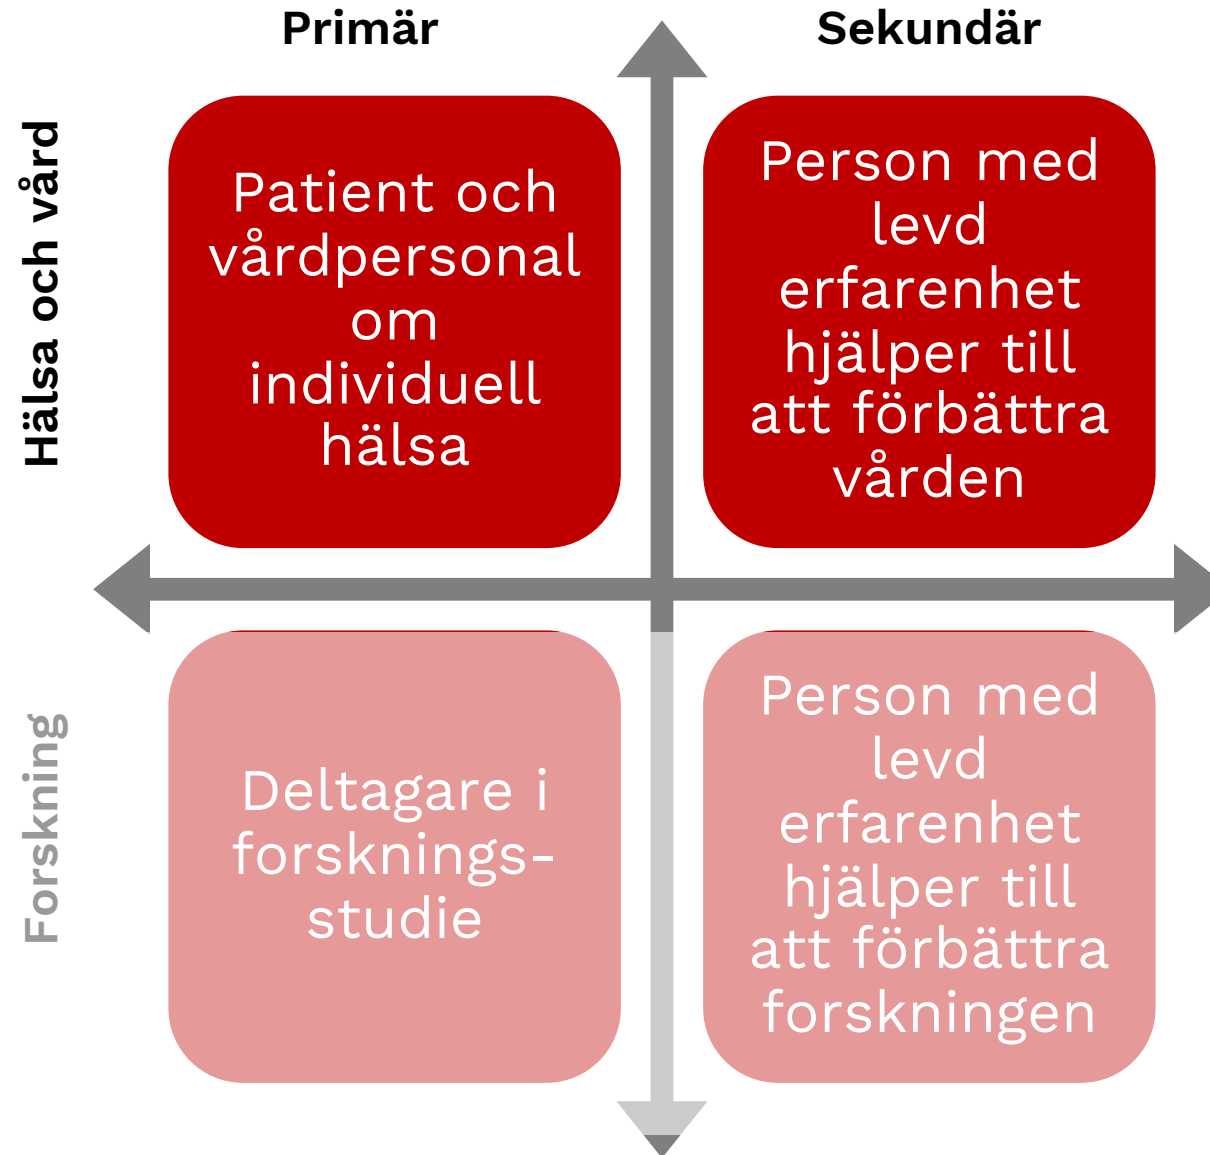 Primär
Sekundär
Hälsa och vård
Patient och
vårdpersonal
om
individuell
hälsa
Person med
levd
erfarenhet
hjälper till
att förbättra
vården
Forskning
Deltagare i
forsknings-
studie
Person med
levd
erfarenhet
hjälper till
att förbättra
forskningen